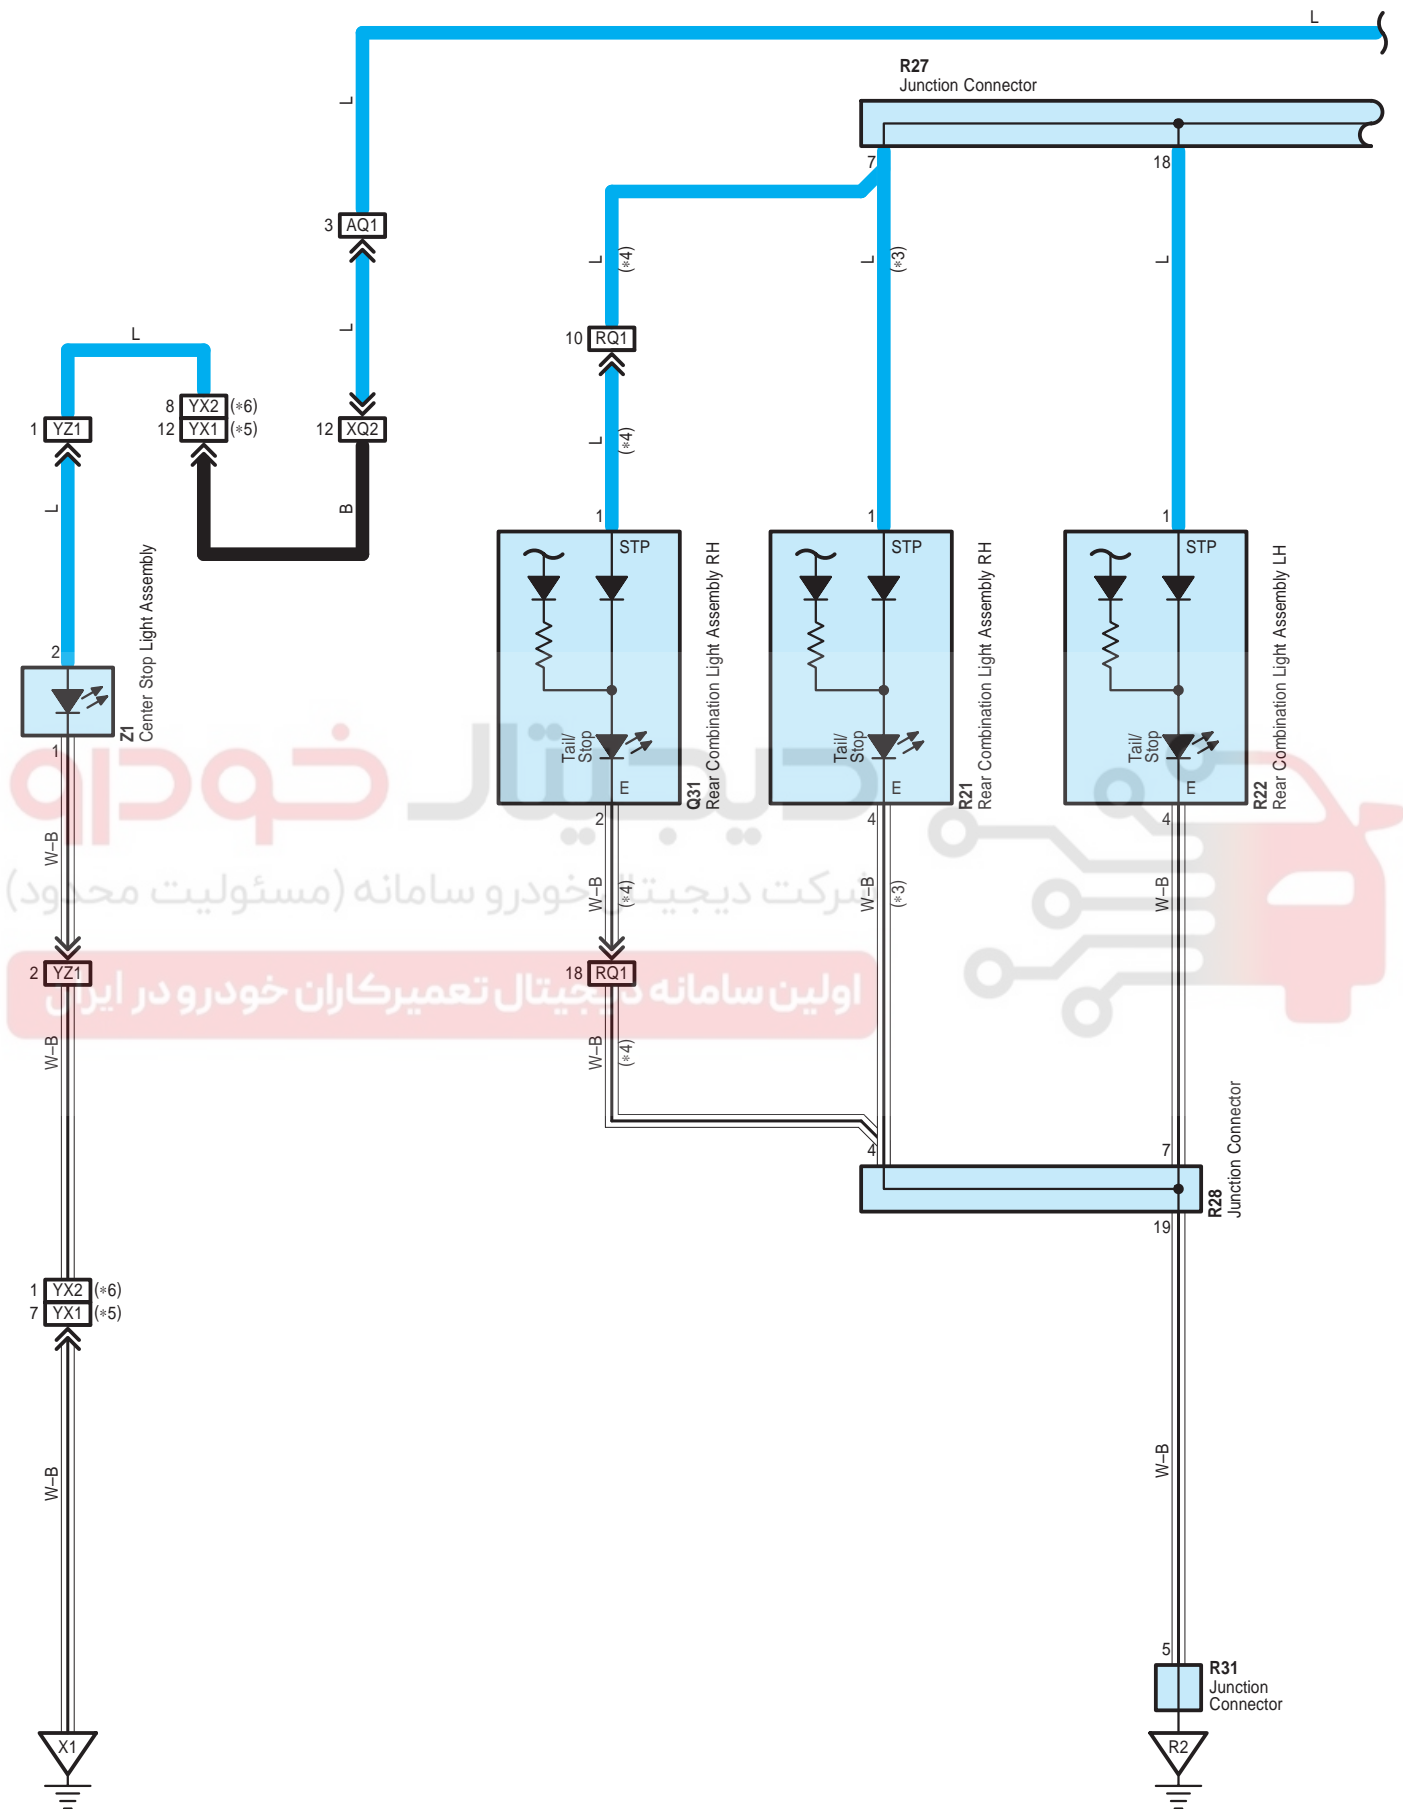 L
R27
Junction Connector
7
18
L
3 AQ1
L
(*4)
L
(*3)
L
L
L
10 RQ1
8 YX2 (*6)
12 YX1 (*5)
1 YZ1
12 XQ2
L
(*4)
L
B
1
STP
1
STP
1
STP
Center Stop Light Assembly
Z1
2
1
Tail/
Stop
E
Q31
Rear Combination Light Assembly RH
Tail/
Stop
E
R21
Rear Combination Light Assembly RH
Tail/
Stop
E
R22
Rear Combination Light Assembly LH
2
4
4
دیجیتال خودرو
W–B
W–B
(*4)
W–B
(*3)
W–B
شرکت دیجیتال خودرو سامانه (مسئولیت محدود)
2 YZ1
18 RQ1
اولین سامانه دیجیتال تعمیرکاران خودرو در ایران
W–B
W–B
(*4)
4
7
R28
Junction Connector
19
1 YX2 (*6)
7 YX1 (*5)
W–B
W–B
5
R31
Junction
Connector
X1
R2